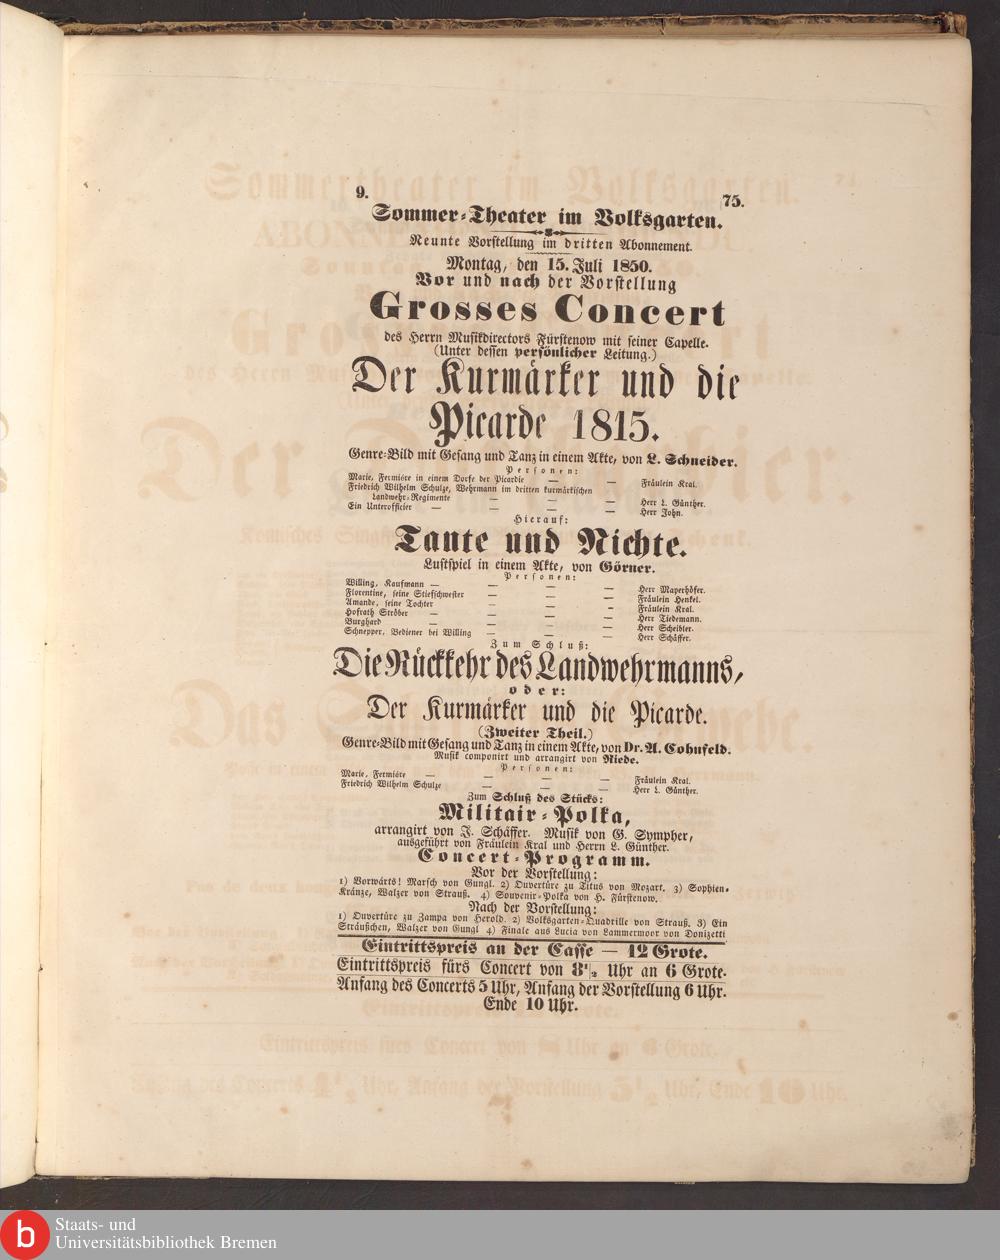 9.
75.
Sommer-Theater im Volksgarten.
Neunte Vorstellung im dritten Abonnement.
Montag, den 15. Juli 1850.
Vor und nach der Vorstellung
Grosses Concert
des Herrn Musikdirectors Fürstenow mit seiner Capelle.
(Unter dessen persönlicher Leitung.)
Der Kurmärker und die
Picarde 1815.
Genre-Bild mit Gesang und Tanz in einem Akte, von L. Schneider.
Personen:
Marie, Fermiére in einem Dorfe der Picardie — — Fräulein Kral.
Friedrich Wilhelm Schulze, Wehrmann im dritten kurmärkischen
Landwehr-Regimente — — — Herr L. Günther.
Ein Unterofficier — — — — Herr John.
Hierauf:
Tante und Nichte.
Lustspiel in einem Akte, von Görner.
Personen:
Willing, Kaufmann — — — — Herr Mayerhöfer.
Florentine, seine Stiefschwester — — — Fräulein Henkel.
Amande, seine Tochter — — — Fräulein Kral.
Hofrath Ströber — — — — Herr Tiedemann.
Burghard — — — — Herr Scheibler.
Schnepper, Bedienter bei Willing — — — Herr Schäffer.
Zum Schluß:
Die Rückkehr des Landwehrmanns,
oder:
Der Kurmärker und die Picarde.
(Zweiter Theil.)
Genre-Bild mit Gesang und Tanz in einem Akte, von Dr. A. Cohnfeld.
Musik componirt und arrangirt von Riede.
Personen:
Marie, Fermiére — — — — Fräulein Kral.
Friedrich Wilhelm Schulze — — — Herr L. Günther.
Zum Schluß des Stücks:
Militair-Polka,
arrangirt von J. Schäffer. Musik von G. Sympher,
ausgeführt von Fräulein Kral und Herrn L. Günther.
Concert-Programm.
Vor der Vorstellung:
1) Vorwärts! Marsch von Gungl. 2) Ouvertüre zu Titus von Mozart. 3) Sophien-
Kränze, Walzer von Strauß. 4) Souvenir-Polka von H. Fürstenow.
Nach der Vorstellung:
1) Ouvertüre zu Zampa von Herold. 2) Volksgarten-Quadrille von Strauß. 3) Ein
Sträußchen, Walzer von Gungl 4) Finale aus Lucia von Lammermoor von Donizetti
Eintrittspreis an der Casse — 12 Grote.
Eintrittspreis fürs Concert von 8 1/2 Uhr an 6 Grote.
Anfang des Concerts 5 Uhr, Anfang der Vorstellung 6 Uhr.
Ende 10 Uhr.
b
Staats- und
Universitätsbibliothek Bremen